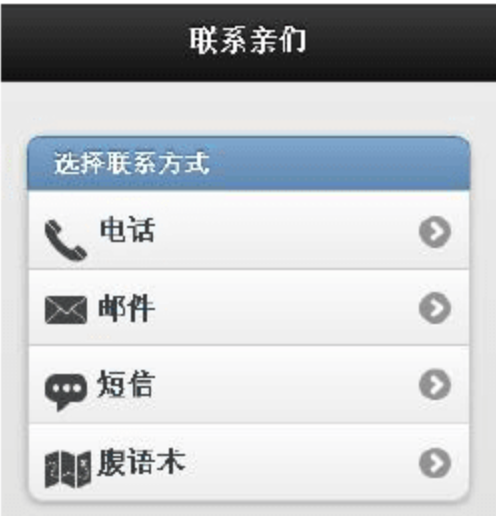 联系亲们
选择联系方式
电话
邮件
短信
腹语术